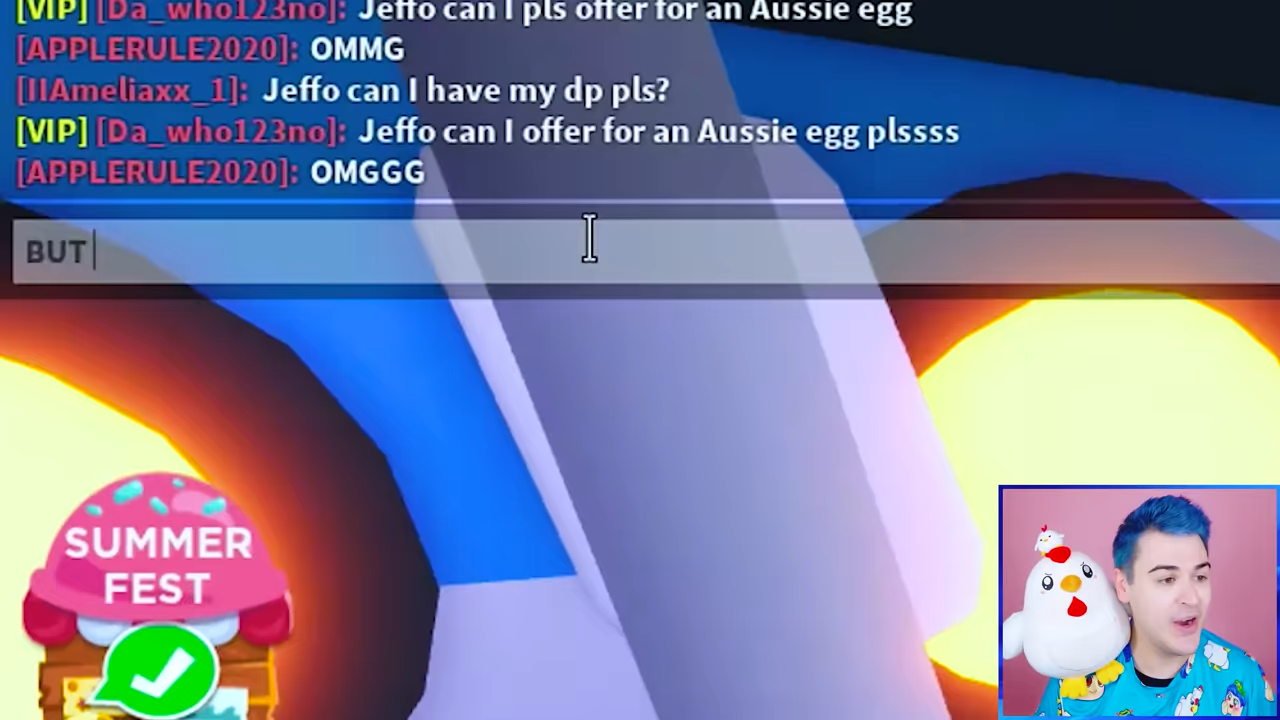 [VIP] [Da_who123no]: Jeffo can I pls offer for an Aussie egg
[APPLERULE2020]: OMMG
[IIAmeliaxx_1]: Jeffo can I have my dp pls?
[VIP] [Da_who123no]: Jeffo can I offer for an Aussie egg plssss
[APPLERULE2020]: OMGGG
BUT
SUMMER
FEST